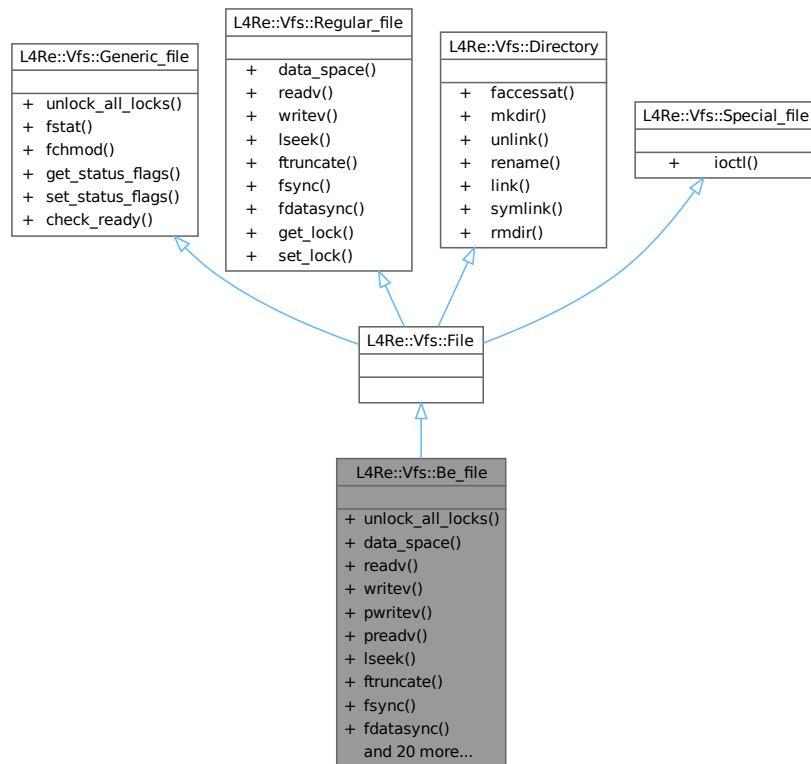 L4Re::Vfs::Generic_file
+ unlock_all_locks()
+ fstat()
+ fchmod()
+ get_status_flags()
+ set_status_flags()
+ check_ready()
L4Re::Vfs::Regular_file
+ data_space()
+ readv()
+ writev()
+ lseek()
+ ftruncate()
+ fsync()
+ fdatasync()
+ get_lock()
+ set_lock()
L4Re::Vfs::Directory
+ faccessat()
+ mkdir()
+ unlink()
+ rename()
+ link()
+ symlink()
+ rmdir()
L4Re::Vfs::Special_file
+ ioctl()
L4Re::Vfs::File
L4Re::Vfs::Be_file
+ unlock_all_locks()
+ data_space()
+ readv()
+ writev()
+ pwritev()
+ preadv()
+ lseek()
+ ftruncate()
+ fsync()
+ fdatasync()
and 20 more...